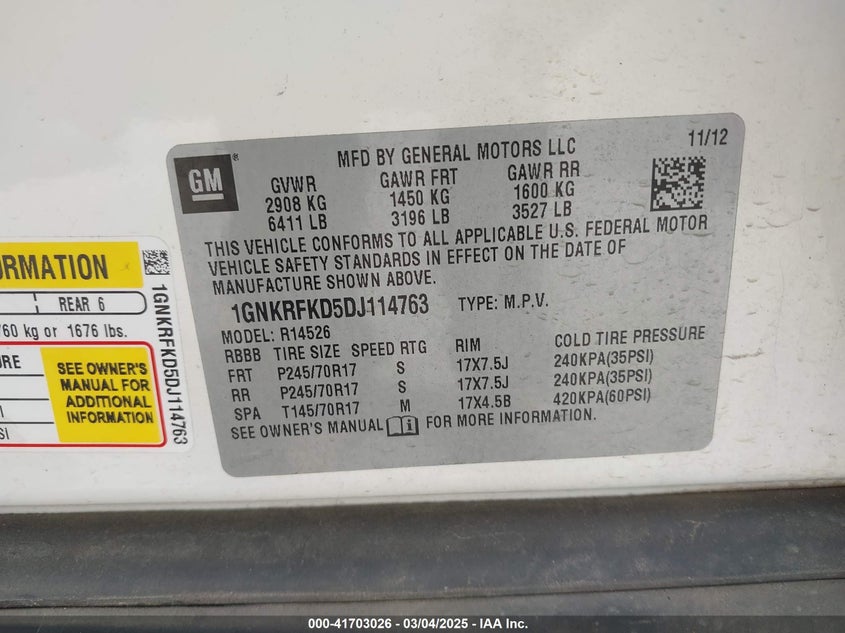 GM ®
MFD BY GENERAL MOTORS LLC
11/12
GVWR GAWR FRT GAWR RR
2908 KG 1450 KG 1600 KG
6411 LB 3196 LB 3527 LB
THIS VEHICLE CONFORMS TO ALL APPLICABLE U.S. FEDERAL MOTOR
VEHICLE SAFETY STANDARDS IN EFFECT ON THE DATE OF
MANUFACTURE SHOWN ABOVE.
1GNKRFKD5DJ114763 TYPE: M.P.V.
MODEL: R14526
RBBB TIRE SIZE SPEED RTG RIM COLD TIRE PRESSURE
FRT P245/70R17 S 17X7.5J 240KPA(35PSI)
RR P245/70R17 S 17X7.5J 240KPA(35PSI)
SPA T145/70R17 M 17X4.5B 420KPA(60PSI)
SEE OWNER'S MANUAL FOR MORE INFORMATION.
ORMATION
REAR 6
760 kg or 1676 lbs.
URE
SEE OWNER'S
MANUAL FOR
ADDITIONAL
INFORMATION
SI
1GNKRFKD5DJ114763
000-41703026 - 03/04/2025 - IAA Inc.